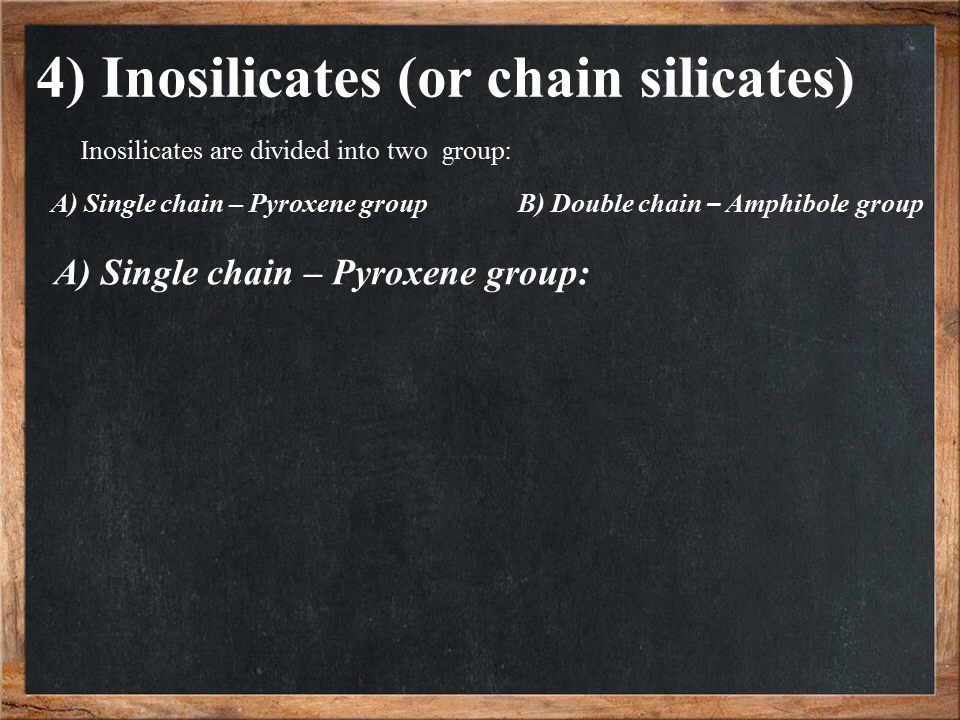 4) Inosilicates (or chain silicates)
Inosilicates are divided into two  group:
A) Single chain – Pyroxene group
B) Double chain – Amphibole group
A) Single chain – Pyroxene group: